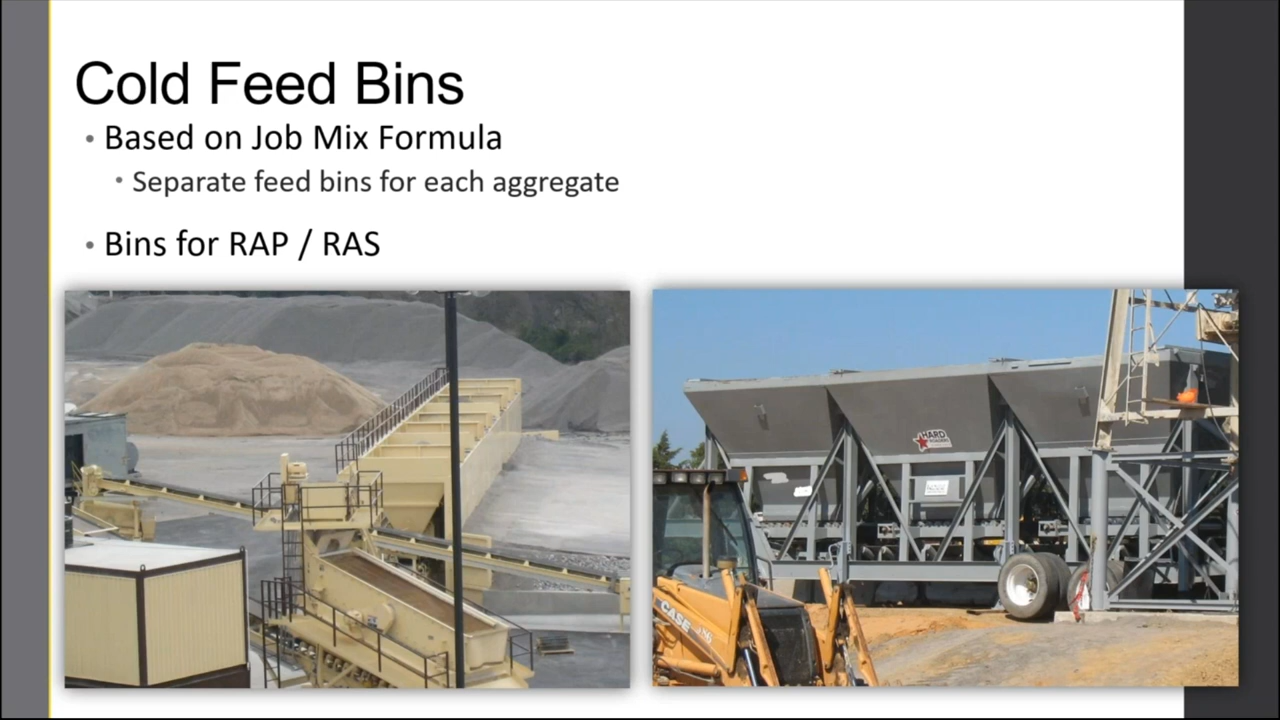 Cold Feed Bins
• Based on Job Mix Formula
• Separate feed bins for each aggregate
• Bins for RAP / RAS
HARD
CASE